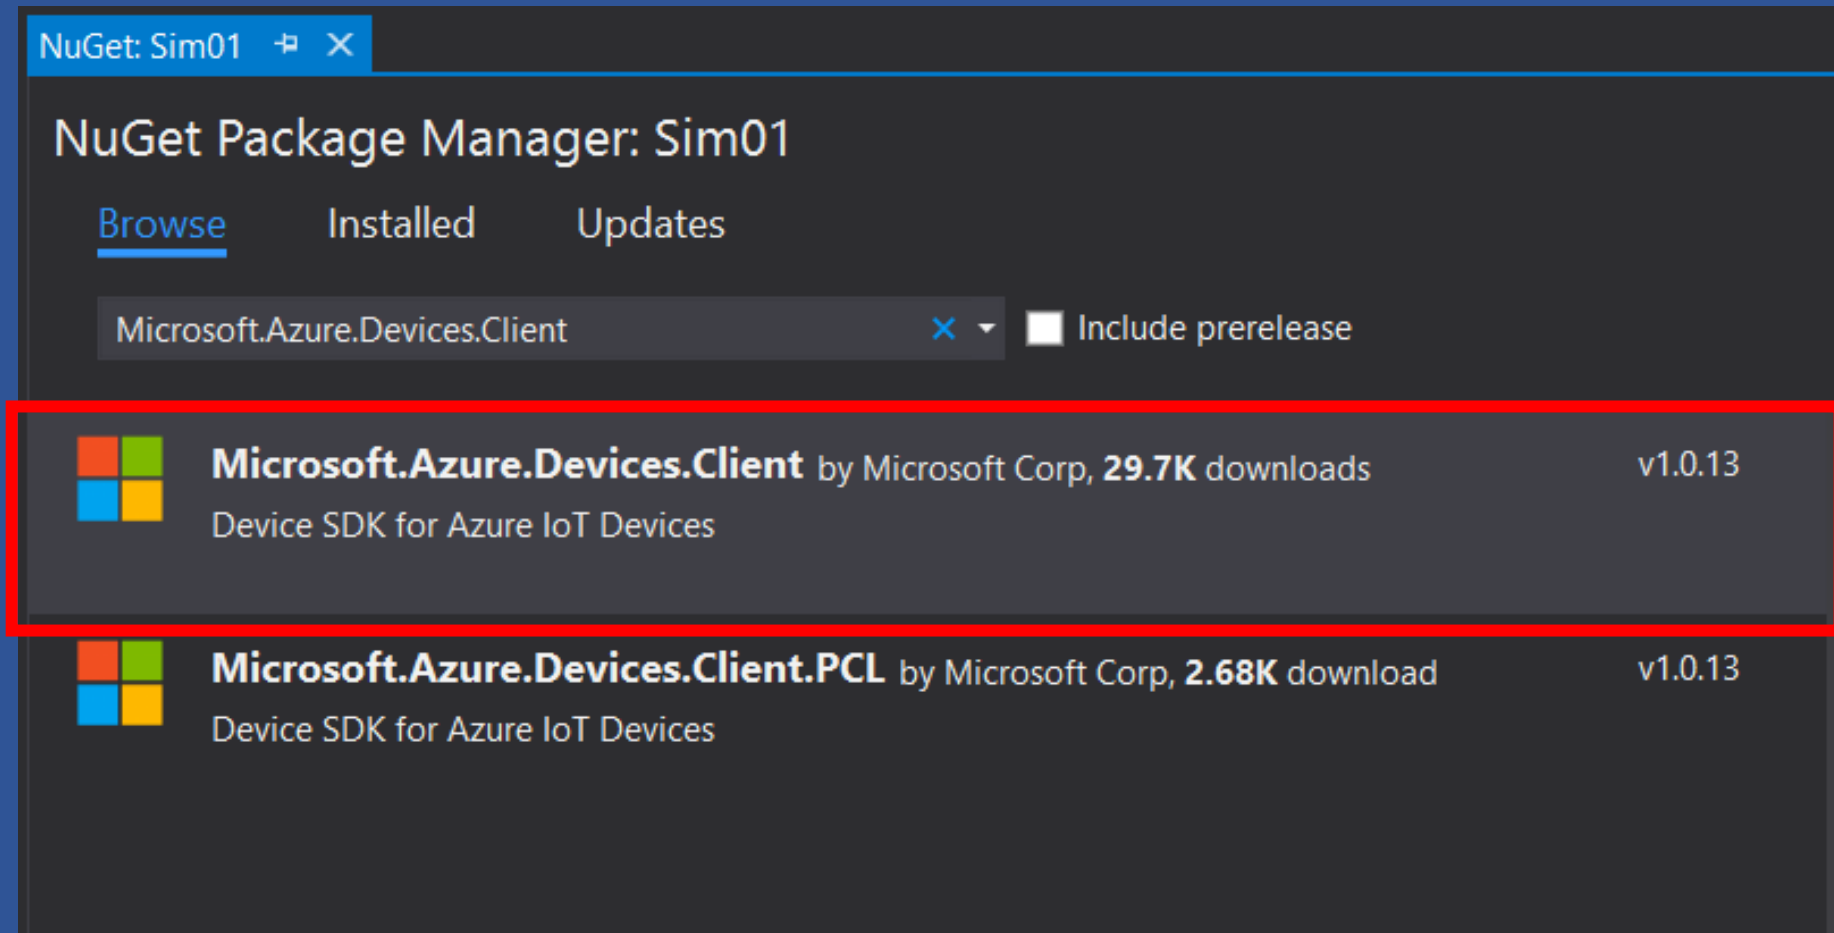 NuGet: Sim01
NuGet Package Manager: Sim01
Browse Installed Updates
Microsoft.Azure.Devices.Client Include prerelease
Microsoft.Azure.Devices.Client by Microsoft Corp, 29.7K downloads v1.0.13
Device SDK for Azure IoT Devices
Microsoft.Azure.Devices.Client.PCL by Microsoft Corp, 2.68K download v1.0.13
Device SDK for Azure IoT Devices